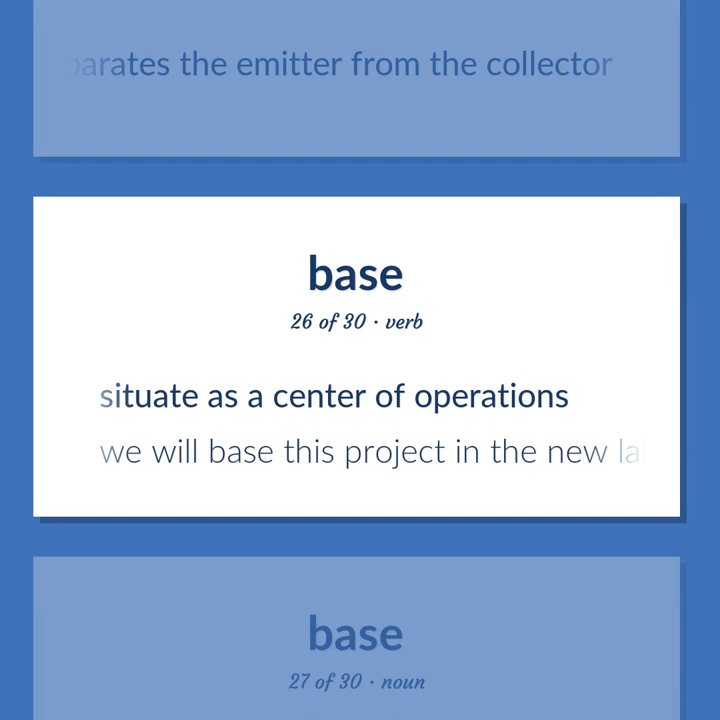 the emitter from the collector
base
26 of 30 · verb
situate as a center of operations
we will base this project in the new
base
27 of 30 · noun